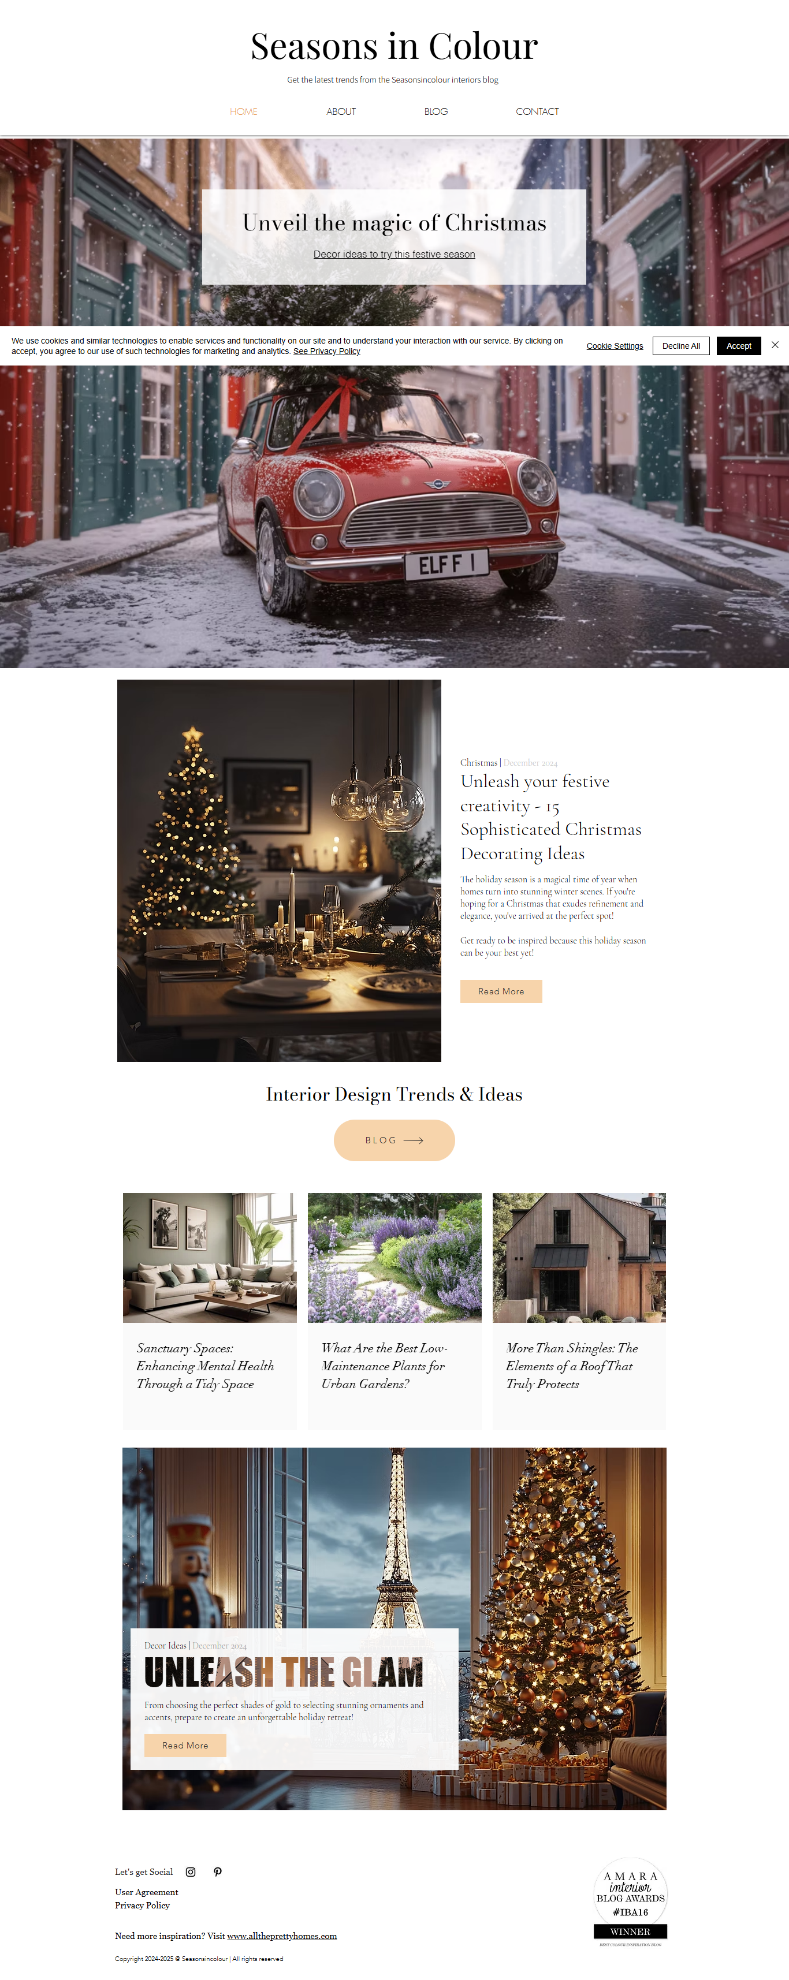 Seasons in Colour
Get the latest trends from the Seasonsincolour interiors blog
HOME ABOUT BLOG CONTACT
Unveil the magic of Christmas
Decor ideas to try this festive season
We use cookies and similar technologies to enable services and functionality on our site and to understand your interaction with our service. By clicking on
accept, you agree to our use of such technologies for marketing and analytics. See Privacy Policy
Cookie Settings Decline All Accept
ELF F 1
Christmas | December 2024
Unleash your festive
creativity - 15
Sophisticated Christmas
Decorating Ideas
The holiday season is a magical time of year when
homes turn into stunning winter scenes. If you're
hoping for a Christmas that exudes refinement and
elegance, you've arrived at the perfect spot!
Get ready to be inspired because this holiday season
can be your best yet!
Read More
Interior Design Trends & Ideas
BLOG
Sanctuary Spaces:
Enhancing Mental Health
Through a Tidy Space
What Are the Best Low-
Maintenance Plants for
Urban Gardens?
More Than Shingles: The
Elements of a Roof That
Truly Protects
Decor Ideas | December 2024
UNLEASH THE GLAM
From choosing the perfect shades of gold to selecting stunning ornaments and
accents, prepare to create an unforgettable holiday retreat!
Read More
Let's get Social
User Agreement
Privacy Policy
Need more inspiration? Visit www.alltheprettyhomes.com
Copyright 2024-2025 @ Seasonsincolour | All rights reserved
AMARA
interior
BLOG AWARDS
#IBA16
WINNER